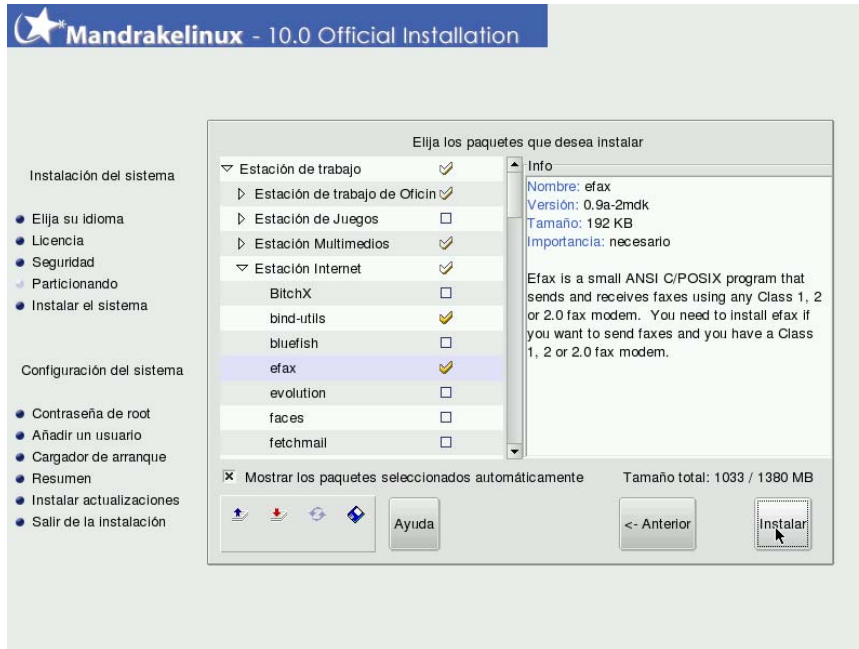 Mandrakelinux - 10.0 Official Installation
Instalación del sistema
Elija su idioma
Licencia
Seguridad
Particionando
Instalar el sistema
Configuración del sistema
Contraseña de root
Añadir un usuario
Cargador de arranque
Resumen
Instalar actualizaciones
Salir de la instalación
Elija los paquetes que desea instalar
Estación de trabajo
Estación de trabajo de Oficin
Estación de Juegos
Estación Multimedios
Estación Internet
BitchX
bind-utils
bluefish
efax
evolution
faces
fetchmail
Info
Nombre: efax
Versión: 0.9a-2mdk
Tamaño: 192 KB
Importancia: necesario
Efax is a small ANSI C/POSIX program that
sends and receives faxes using any Class 1, 2
or 2.0 fax modem. You need to install efax if
you want to send faxes and you have a Class
1, 2 or 2.0 fax modem.
Mostrar los paquetes seleccionados automáticamente
Tamaño total: 1033 / 1380 MB
Ayuda
<- Anterior
Instalar